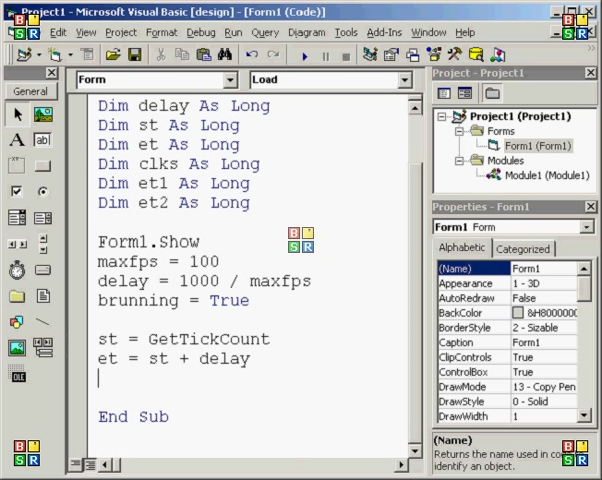 Project1 - Microsoft Visual Basic [design] - [Form1 (Code)]
Edit View Project Format Debug Run Query Diagram Tools Add-Ins Window Help
General
A ab|
OLE
Form Load
Dim delay As Long
Dim st As Long
Dim et As Long
Dim clks As Long
Dim et1 As Long
Dim et2 As Long
Form1.Show
maxfps = 100
delay = 1000 / maxfps
brunning = True
st = GetTickCount
et = st + delay
End Sub
Project - Project1
Project1 (Project1)
Forms
Form1 (Form1)
Modules
Module1 (Module1)
Properties - Form1
Form1 Form
Alphabetic Categorized
(Name) Form1
Appearance 1 - 3D
AutoRedraw False
BackColor &H8000000
BorderStyle 2 - Sizable
Caption Form1
ClipControls True
ControlBox True
DrawMode 13 - Copy Pen
DrawStyle 0 - Solid
DrawWidth 1
(Name)
Returns the name used in
identify an object.
B S R
B S R
B S R
B S R
B S R